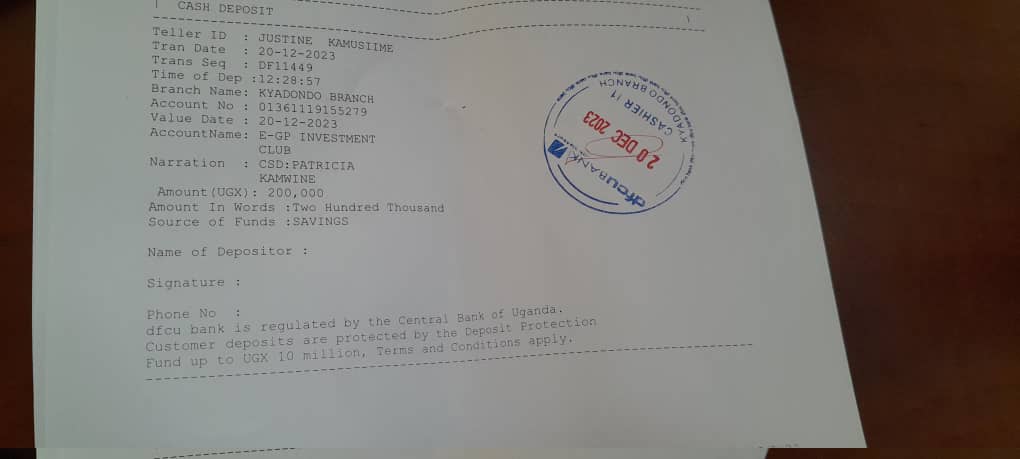 CASH DEPOSIT
Teller ID : JUSTINE KAMUSIIME
Tran Date : 20-12-2023
Trans Seq : DF11449
Time of Dep :12:28:57
Branch Name: KYADONDO BRANCH
Account No : 01361119155279
Value Date : 20-12-2023
AccountName: E-GP INVESTMENT
CLUB
Narration : CSD:PATRICIA
KAMWINE
Amount(UGX): 200,000
Amount In Words :Two Hundred Thousand
Source of Funds :SAVINGS
Name of Depositor :
Signature :
Phone No :
dfcu bank is regulated by the Central Bank of Uganda.
Customer deposits are protected by the Deposit Protection
Fund up to UGX 10 million, Terms and Conditions apply.
dfcu BANK
20 DEC 2023
CASHIER 11
KYADONDO BRANCH